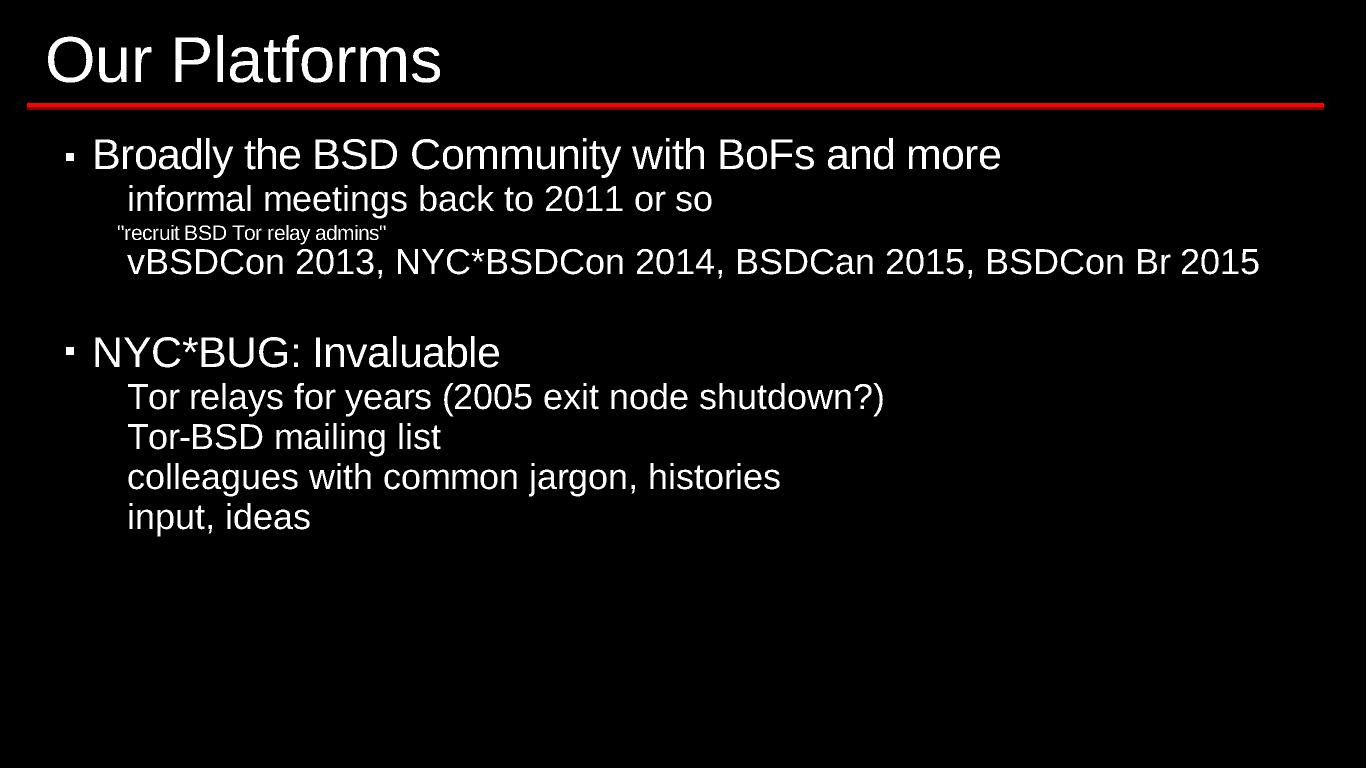 Our Platforms
▪ Broadly the BSD Community with BoFs and more
informal meetings back to 2011 or so
"recruit BSD Tor relay admins"
vBSDCon 2013, NYC*BSDCon 2014, BSDCan 2015, BSDCon Br 2015
▪ NYC*BUG: Invaluable
Tor relays for years (2005 exit node shutdown?)
Tor-BSD mailing list
colleagues with common jargon, histories
input, ideas